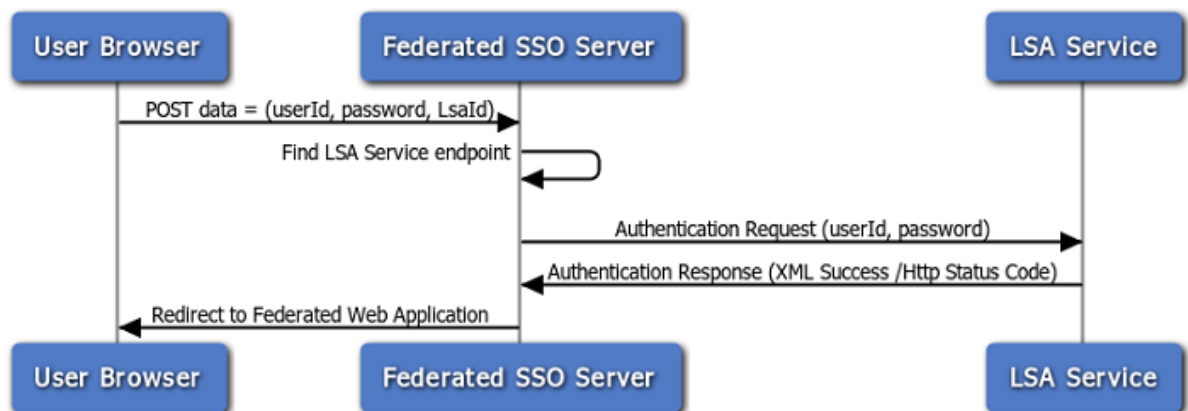 User Browser
Federated SSO Server
LSA Service
POST data = (userId, password, LsaId)
Find LSA Service endpoint
Authentication Request (userId, password)
Authentication Response (XML Success /Http Status Code)
Redirect to Federated Web Application
User Browser
Federated SSO Server
LSA Service